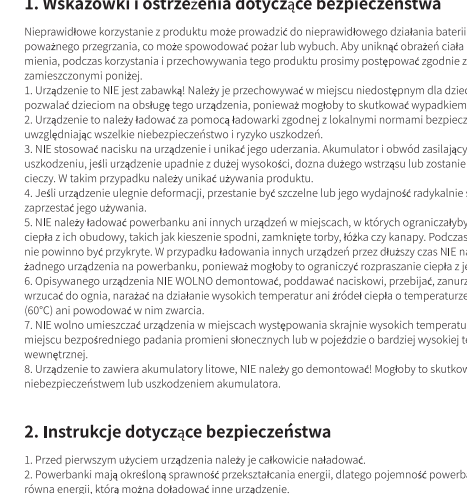 1. Wskazówki i ostrzeżenia dotyczące bezpieczeństwa
Nieprawidłowe korzystanie z produktu może prowadzić do nieprawidłowego działania baterii
poważnego przegrzania, co może spowodować pożar lub wybuch. Aby uniknąć obrażeń ciała
mienia, podczas korzystania i przechowywania tego produktu prosimy postępować zgodnie z
zamieszczonymi poniżej.
1. Urządzenie to NIE jest zabawką! Należy je przechowywać w miejscu niedostępnym dla dziec
pozwalać dzieciom na obsługę tego urządzenia, ponieważ mogłoby to skutkować wypadkiem
2. Urządzenie to należy ładować za pomocą ładowarki zgodnej z lokalnymi normami bezpiecz
uwzględniając wszelkie niebezpieczeństwo i ryzyko uszkodzeń.
3. NIE stosować nacisku na urządzenie i unikać jego uderzania. Akumulator i obwód zasilający
uszkodzeniu, jeśli urządzenie upadnie z dużej wysokości, dozna dużego wstrząsu lub zostanie
cieczy. W takim przypadku należy unikać używania produktu.
4. Jeśli urządzenie ulegnie deformacji, przestanie być szczelne lub jego wydajność radykalnie s
zaprzestać jego używania.
5. NIE należy ładować powerbanku ani innych urządzeń w miejscach, w których ograniczałyby
ciepła z ich obudowy, takich jak kieszenie spodni, zamknięte torby, łóżka czy kanapy. Podczas
nie powinno być przykryte. W przypadku ładowania innych urządzeń przez dłuższy czas NIE na
żadnego urządzenia na powerbanku, ponieważ mogłoby to ograniczyć rozpraszanie ciepła z je
6. Opisywanego urządzenia NIE WOLNO demontować, poddawać naciskowi, przebijać, zanurz
wrzucać do ognia, narażać na działanie wysokich temperatur ani źródeł ciepła o temperaturze
(60°C) ani powodować w nim zwarcia.
7. NIE wolno umieszczać urządzenia w miejscach występowania skrajnie wysokich temperatu
miejscu bezpośredniego padania promieni słonecznych lub w pojeździe o bardziej wysokiej te
wewnętrznej.
8. Urządzenie to zawiera akumulatory litowe, NIE należy go demontować! Mogłoby to skutkow
niebezpieczeństwem lub uszkodzeniem akumulatora.
2. Instrukcje dotyczące bezpieczeństwa
1. Przed pierwszym użyciem urządzenia należy je całkowicie naładować.
2. Powerbanki mają określoną sprawność przekształcania energii, dlatego pojemność powerba
równa energii, którą można doładować inne urządzenie.